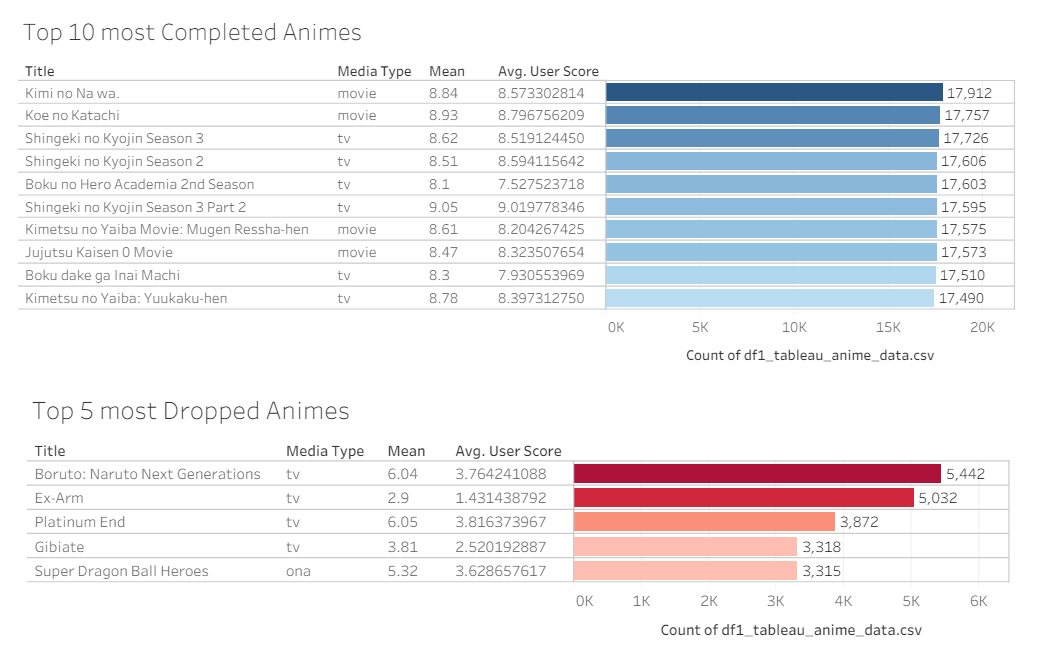 Top 10 most Completed Animes
Title Media Type Mean Avg. User Score
Kimi no Na wa. movie 8.84 8.573302814 17,912
Koe no Katachi movie 8.93 8.796756209 17,757
Shingeki no Kyojin Season 3 tv 8.62 8.519124450 17,726
Shingeki no Kyojin Season 2 tv 8.51 8.594115642 17,606
Boku no Hero Academia 2nd Season tv 8.1 7.527523718 17,603
Shingeki no Kyojin Season 3 Part 2 tv 9.05 9.019778346 17,595
Kimetsu no Yaiba Movie: Mugen Ressha-hen movie 8.61 8.204267425 17,575
Jujutsu Kaisen 0 Movie movie 8.47 8.323507654 17,573
Boku dake ga Inai Machi tv 8.3 7.930553969 17,510
Kimetsu no Yaiba: Yuukaku-hen tv 8.78 8.397312750 17,490
0K 5K 10K 15K 20K
Count of df1_tableau_anime_data.csv
Top 5 most Dropped Animes
Title Media Type Mean Avg. User Score
Boruto: Naruto Next Generations tv 6.04 3.764241088 5,442
Ex-Arm tv 2.9 1.431438792 5,032
Platinum End tv 6.05 3.816373967 3,872
Gibiate tv 3.81 2.520192887 3,318
Super Dragon Ball Heroes ona 5.32 3.628657617 3,315
0K 1K 2K 3K 4K 5K 6K
Count of df1_tableau_anime_data.csv